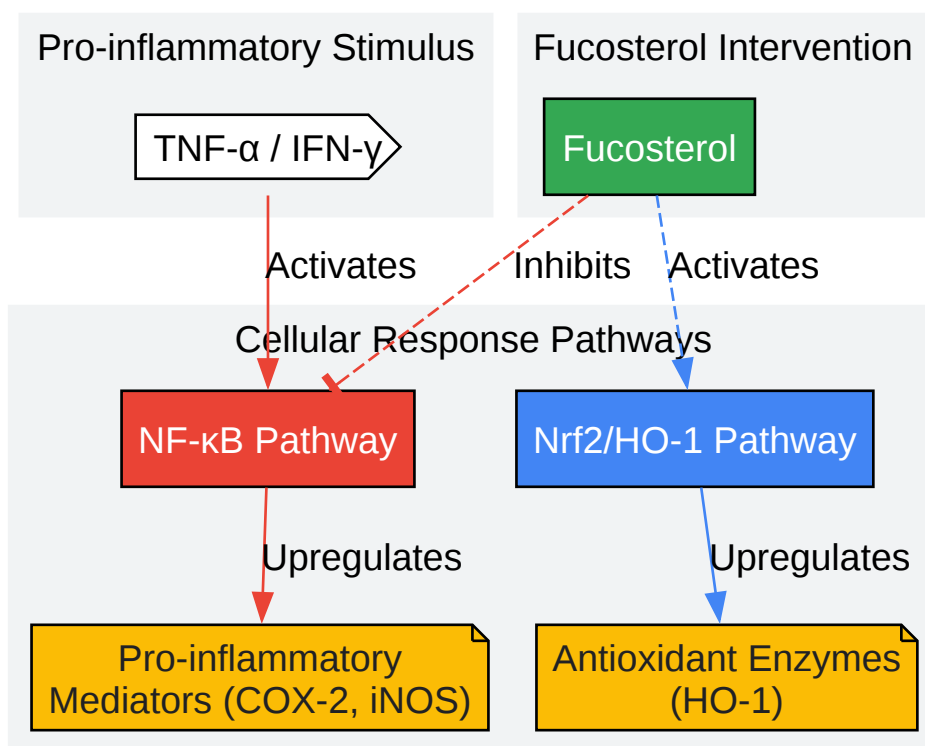 Pro-inflammatory Stimulus
Fucosterol Intervention
TNF-α / IFN-γ
Fucosterol
Activates
Inhibits
Activates
Cellular Response Pathways
NF-κB Pathway
Nrf2/HO-1 Pathway
Upregulates
Upregulates
Pro-inflammatory
Mediators (COX-2, iNOS)
Antioxidant Enzymes
(HO-1)